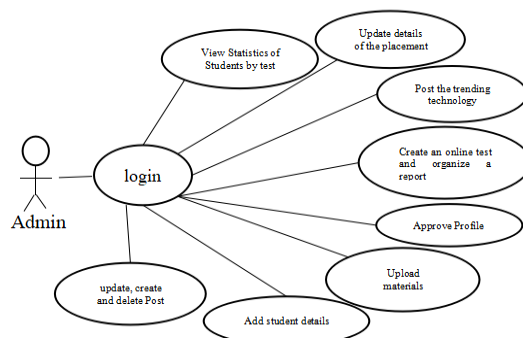 View Statistics of
Students by test
Update details
of the placement
Post the trending
technology
Create an online test
and organize a
report
login
Admin
Approve Profile
Upload
materials
update, create
and delete Post
Add student details